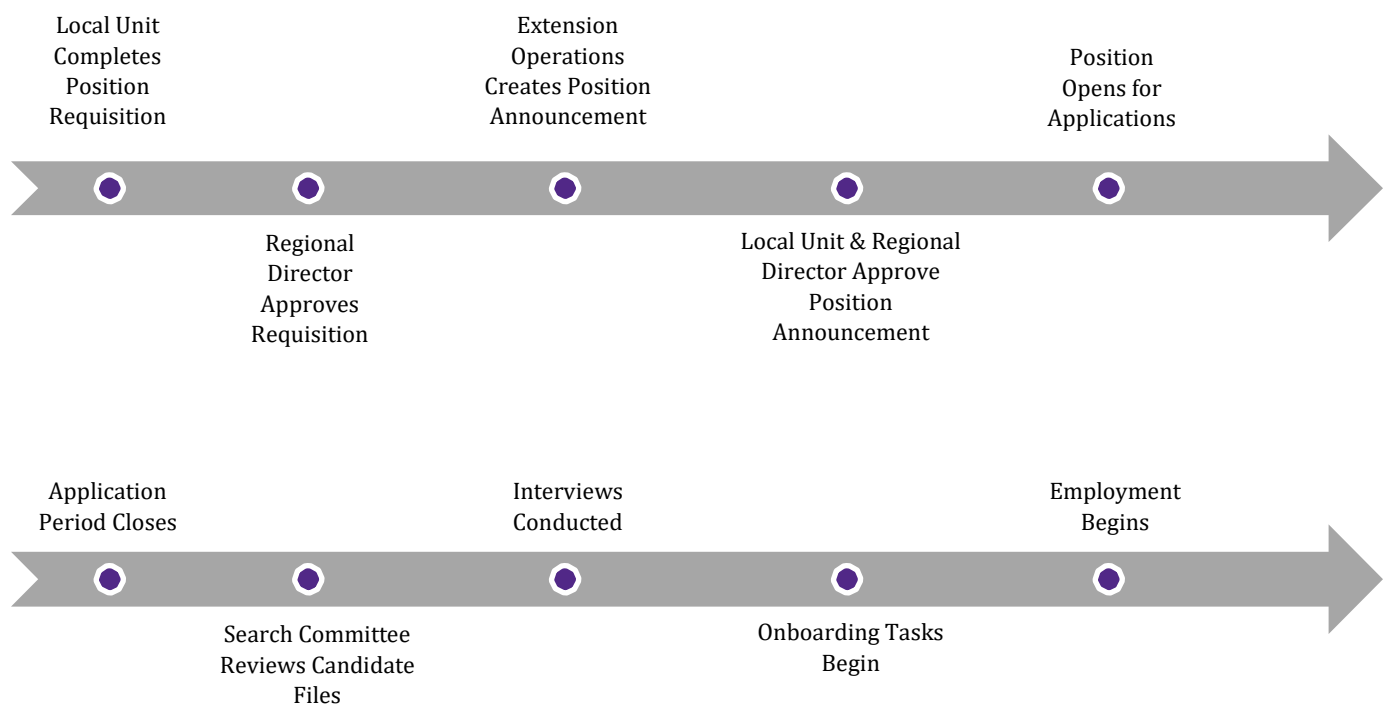 Local Unit
Completes
Position
Requisition
Regional
Director
Approves
Requisition
Extension
Operations
Creates Position
Announcement
Local Unit & Regional
Director Approve
Position
Announcement
Position
Opens for
Applications
Application
Period Closes
Search Committee
Reviews Candidate
Files
Interviews
Conducted
Onboarding Tasks
Begin
Employment
Begins